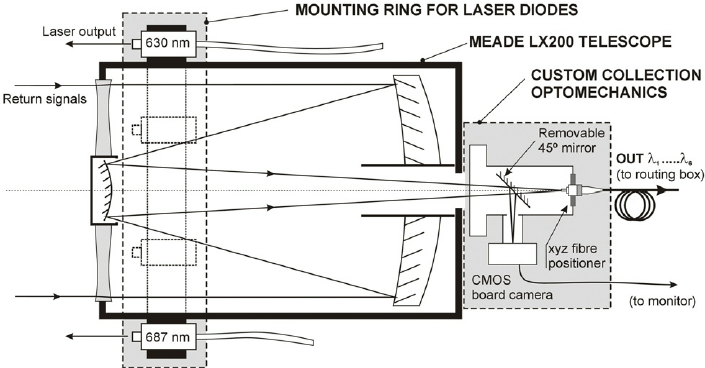 MOUNTING RING FOR LASER DIODES
Laser output
630 nm
MEADE LX200 TELESCOPE
CUSTOM COLLECTION
OPTOMECHANICS
Return signals
Removable
45º mirror
OUT λ₁ .....λ₆
(to routing box)
xyz fibre
positioner
CMOS
board camera
(to monitor)
687 nm